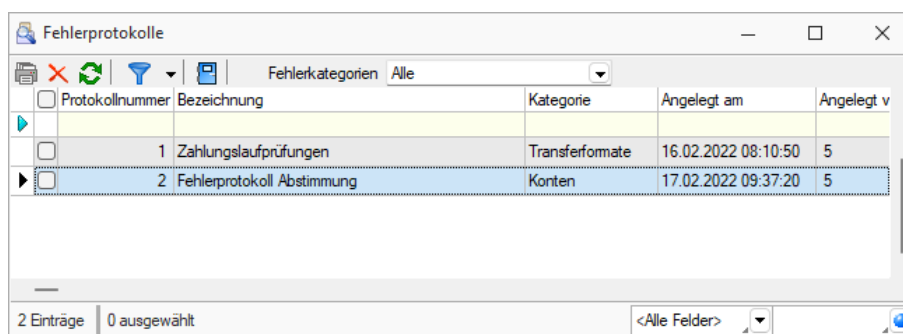 Fehlerprotokolle
Fehlerkategorien Alle
Protokollnummer Bezeichnung Kategorie Angelegt am Angelegt v
1 Zahlungslaufprüfungen Transferformate 16.02.2022 08:10:50 5
2 Fehlerprotokoll Abstimmung Konten 17.02.2022 09:37:20 5
2 Einträge 0 ausgewählt <Alle Felder>